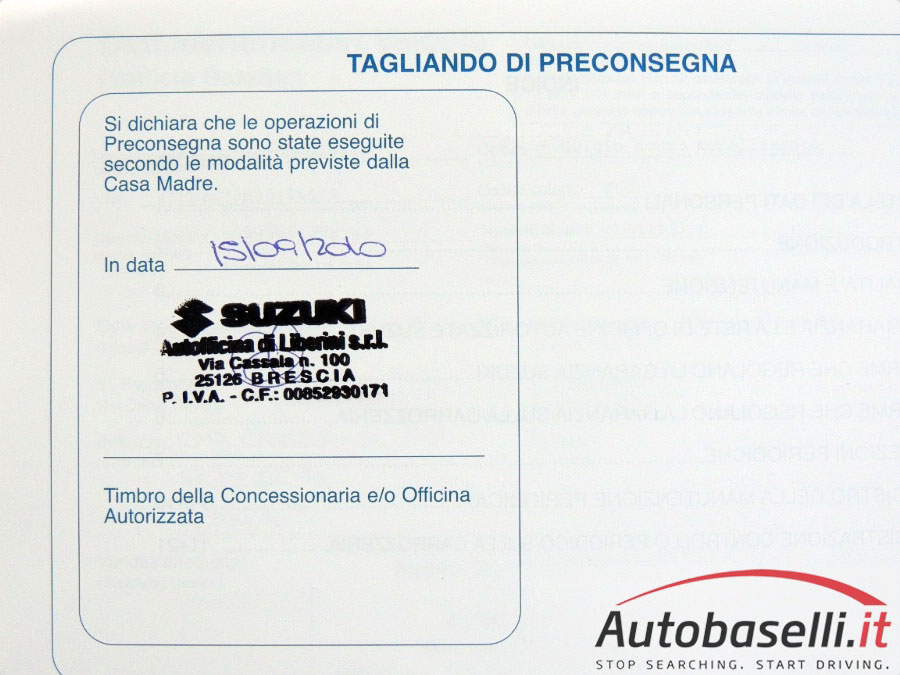 TAGLIANDO DI PRECONSEGNA
Si dichiara che le operazioni di
Preconsegna sono state eseguite
secondo le modalità previste dalla
Casa Madre.
In data 15/09/2010
SUZUKI
Autofficina di Liberini s.r.l.
Via Cassala n. 100
25126 BRESCIA
P. I.V.A. - C.F.: 00852930171
Timbro della Concessionaria e/o Officina
Autorizzata
Autobaselli.it
STOP SEARCHING. START DRIVING.